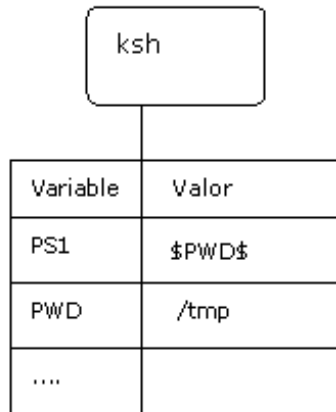 ksh
Variable Valor
PS1 $PWD$
PWD /tmp
....